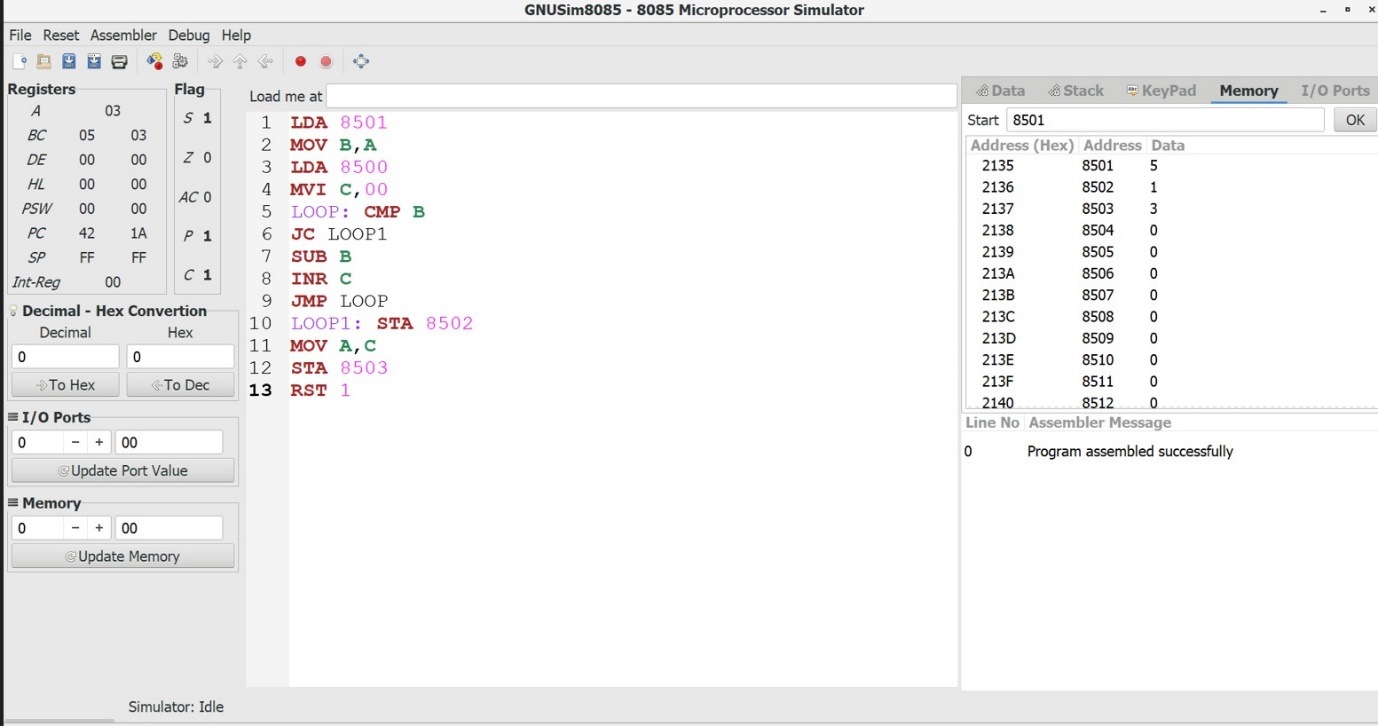 GNUSim8085 - 8085 Microprocessor Simulator
File Reset Assembler Debug Help
Registers
A 03
BC 05 03
DE 00 00
HL 00 00
PSW 00 00
PC 42 1A
SP FF FF
Int-Reg 00
Flag
S 1
Z 0
AC 0
P 1
C 1
Decimal - Hex Convertion
Decimal Hex
0 0
To Hex To Dec
I/O Ports
0 - + 00
Update Port Value
Memory
0 - + 00
Update Memory
Load me at
1 LDA 8501
2 MOV B,A
3 LDA 8500
4 MVI C,00
5 LOOP: CMP B
6 JC LOOP1
7 SUB B
8 INR C
9 JMP LOOP
10 LOOP1: STA 8502
11 MOV A,C
12 STA 8503
13 RST 1
Data Stack KeyPad Memory I/O Ports
Start 8501 OK
Address (Hex) Address Data
2135 8501 5
2136 8502 1
2137 8503 3
2138 8504 0
2139 8505 0
213A 8506 0
213B 8507 0
213C 8508 0
213D 8509 0
213E 8510 0
213F 8511 0
2140 8512 0
Line No Assembler Message
0 Program assembled successfully
Simulator: Idle